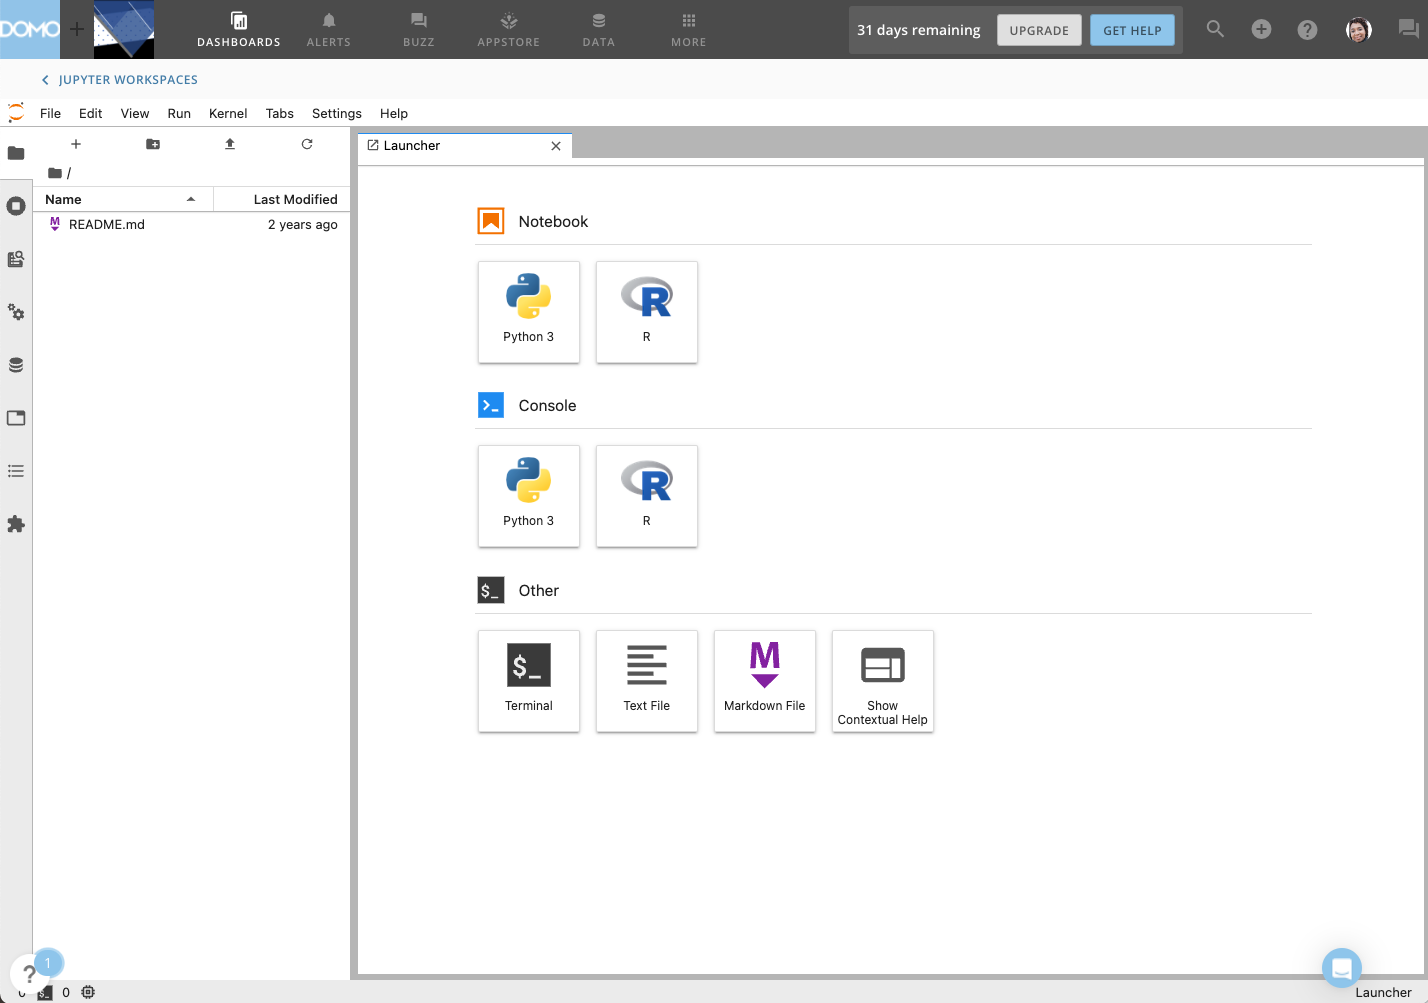 DOMO
DASHBOARDS
ALERTS
BUZZ
APPSTORE
DATA
MORE
31 days remaining
UPGRADE
GET HELP
JUPYTER WORKSPACES
File Edit View Run Kernel Tabs Settings Help
Launcher
/
Name Last Modified
README.md 2 years ago
Notebook
Python 3
R
Console
Python 3
R
$_ Other
$_
Terminal
Text File
M
Markdown File
Show
Contextual Help
1
?
0 $_ 0
Launcher